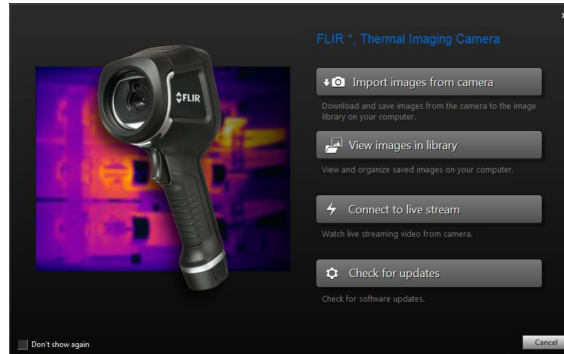 FLIR *, Thermal Imaging Camera
FLIR
Import images from camera
Download and save images from the camera to the image
library on your computer.
View images in library
View and organize saved images on your computer.
Connect to live stream
Watch live streaming video from camera.
Check for updates
Check for software updates.
Don't show again
Cancel